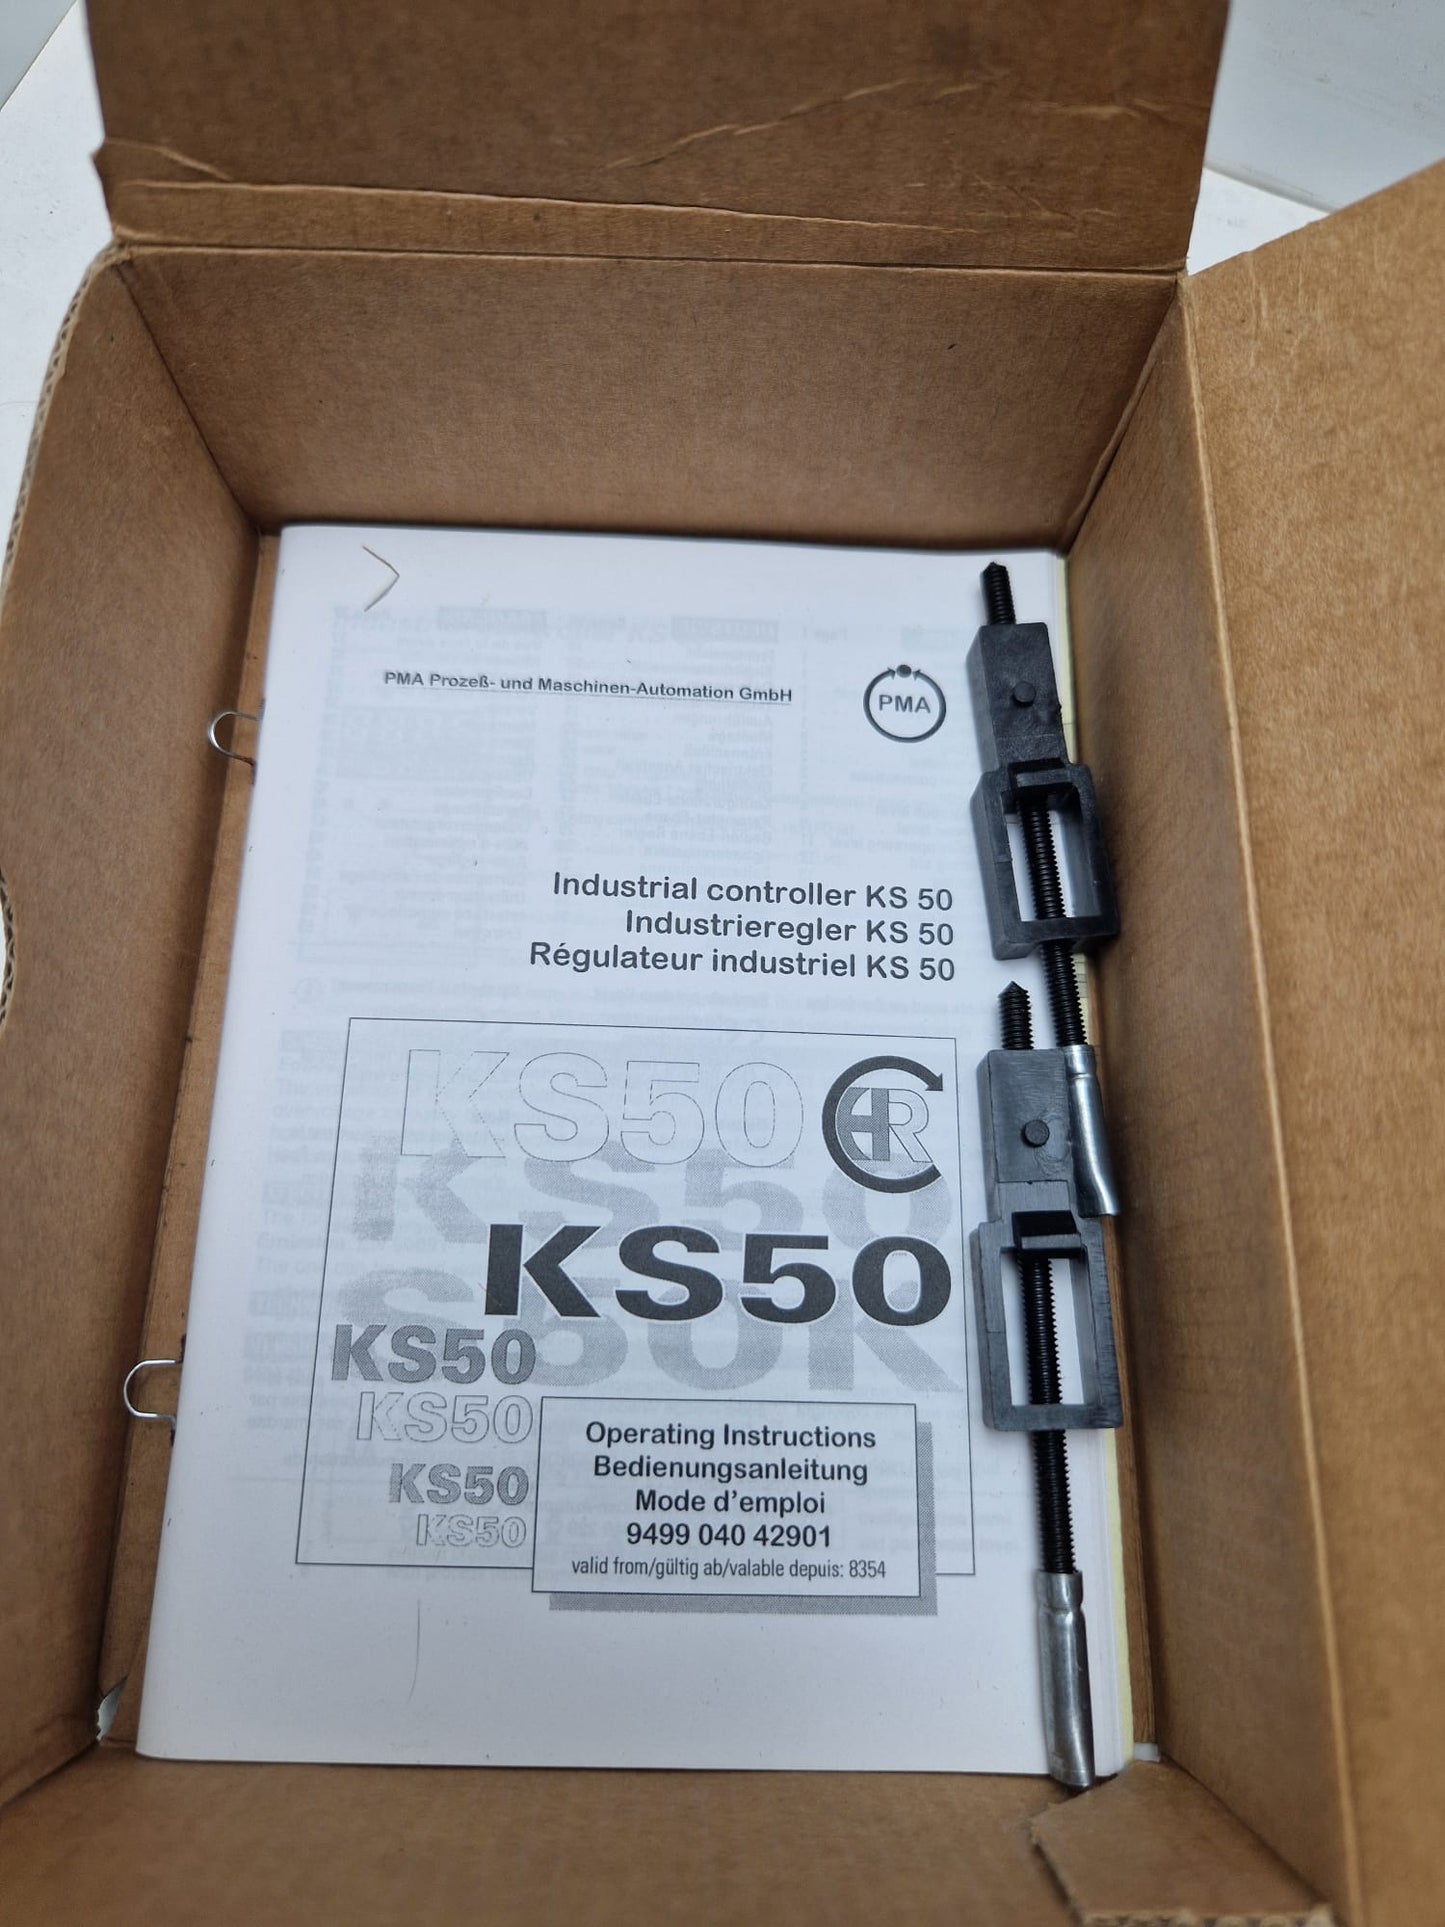 PMA Prozeß- und Maschinen-Automation GmbH
PMA
Industrial controller KS 50
Industrieregler KS 50
Régulateur industriel KS 50
KS50
KS50
KS50
S50K
KS50
KS50
KS50
KS50
Operating Instructions
Bedienungsanleitung
Mode d'emploi
9499 040 42901
valid from/gültig ab/valable depuis: 8354